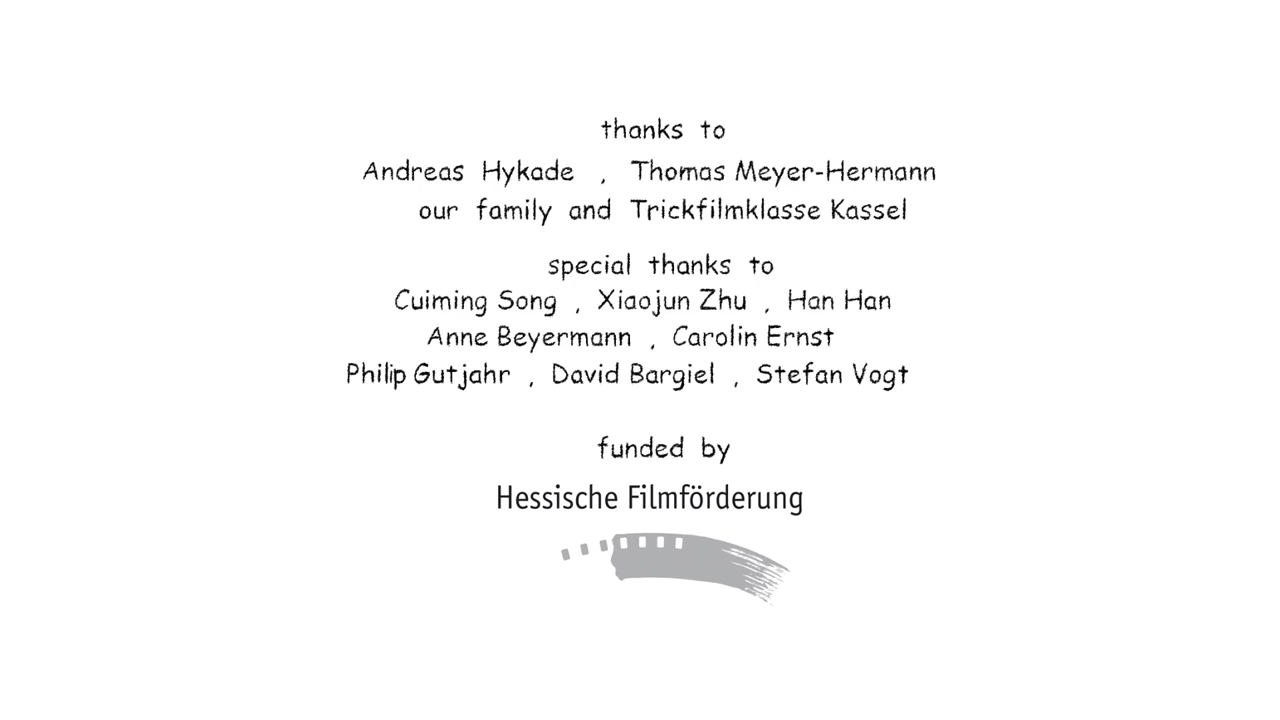 thanks to
Andreas Hykade , Thomas Meyer-Hermann
our family and Trickfilmklasse Kassel
special thanks to
Cuiming Song , Xiaojun Zhu , Han Han
Anne Beyermann , Carolin Ernst
Philip Gutjahr , David Bargiel , Stefan Vogt
funded by
Hessische Filmförderung